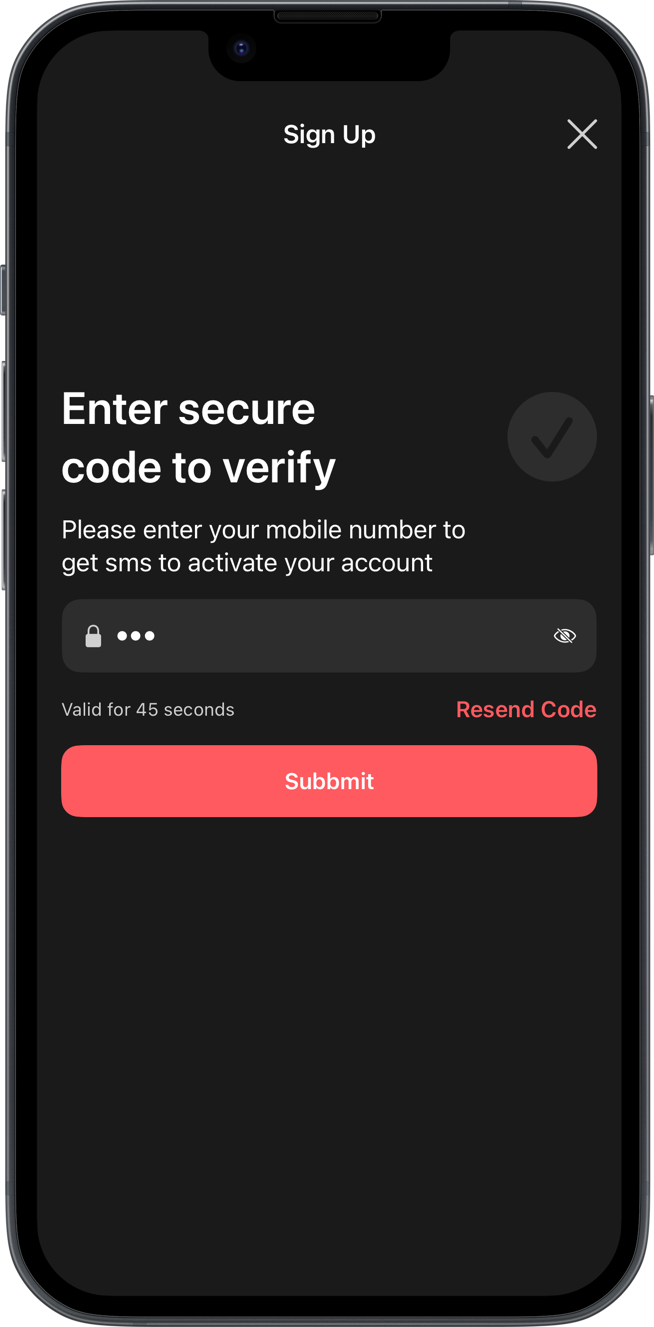 Sign Up
Enter secure
code to verify
Please enter your mobile number to
get sms to activate your account
•••
Valid for 45 seconds
Resend Code
Subbmit